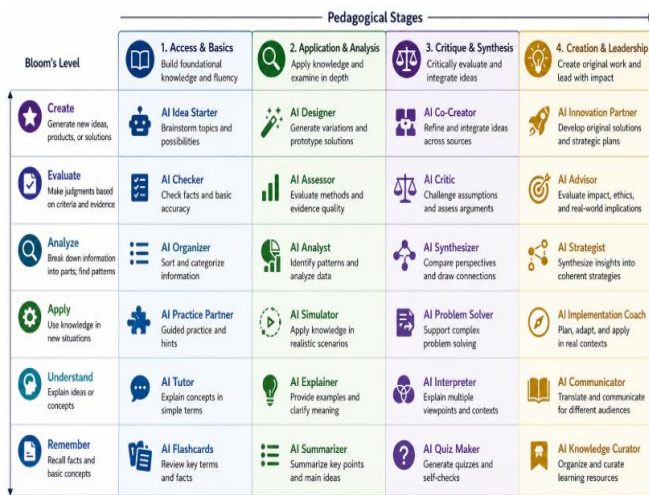 Pedagogical Stages
Bloom's Level
1. Access & Basics
Build foundational
knowledge and fluency
2. Application & Analysis
Apply knowledge and
examine in depth
3. Critique & Synthesis
Critically evaluate and
integrate ideas
4. Creation & Leadership
Create original work and
lead with impact
Create
Generate new ideas,
products, or solutions
AI Idea Starter
Brainstorm topics and
possibilities
AI Designer
Generate variations and
prototype solutions
AI Co-Creator
Refine and integrate ideas
across sources
AI Innovation Partner
Develop original solutions
and strategic plans
Evaluate
Make judgments based
on criteria and evidence
AI Checker
Check facts and basic
accuracy
AI Assessor
Evaluate methods and
evidence quality
AI Critic
Challenge assumptions
and assess arguments
AI Advisor
Evaluate impact, ethics,
and real-world implications
Analyze
Break down information
into parts; find patterns
AI Organizer
Sort and categorize
information
AI Analyst
Identify patterns and
analyze data
AI Synthesizer
Compare perspectives
and draw connections
AI Strategist
Synthesize insights into
coherent strategies
Apply
Use knowledge in
new situations
AI Practice Partner
Guided practice and
hints
AI Simulator
Apply knowledge in
realistic scenarios
AI Problem Solver
Support complex
problem solving
AI Implementation Coach
Plan, adapt, and apply
in real contexts
Understand
Explain ideas or
concepts
AI Tutor
Explain concepts in
simple terms
AI Explainer
Provide examples and
clarify meaning
AI Interpreter
Explain multiple
viewpoints and contexts
AI Communicator
Translate and communicate
for different audiences
Remember
Recall facts and
basic concepts
AI Flashcards
Review key terms
and facts
AI Summarizer
Summarize key points
and main ideas
AI Quiz Maker
Generate quizzes and
self-checks
AI Knowledge Curator
Organize and curate
learning resources